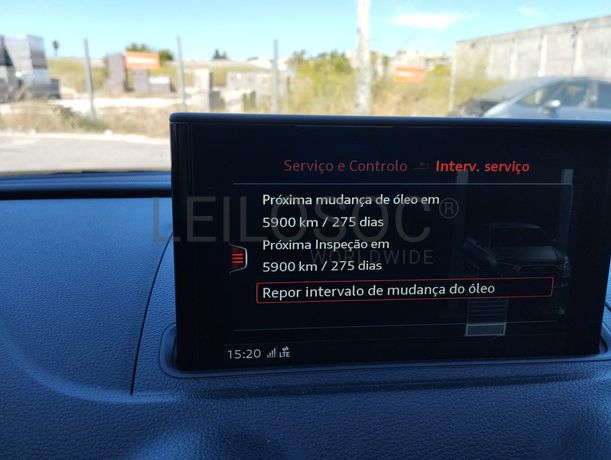 Serviço e Controlo Interv. serviço
Próxima mudança de óleo em
5900 km / 275 dias
Próxima Inspeção em
5900 km / 275 dias
Repor intervalo de mudança do óleo
15:20 LTE
LEILOSOC®
WORLDWIDE